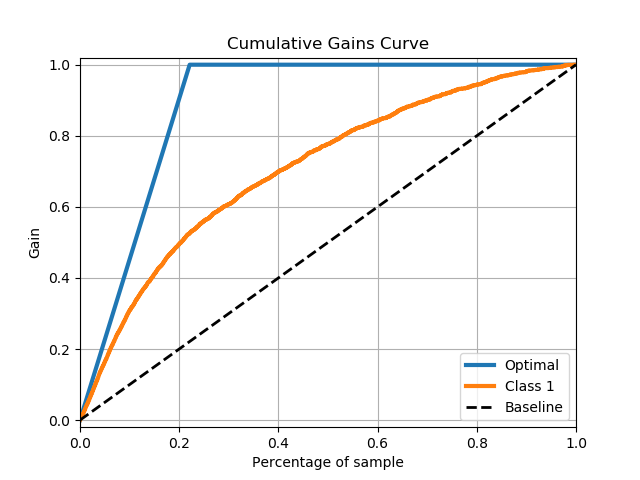 Cumulative Gains Curve
1.0
0.8
0.6
0.4
0.2
0.0
Gain
0.0 0.2 0.4 0.6 0.8 1.0
Percentage of sample
Optimal
Class 1
Baseline